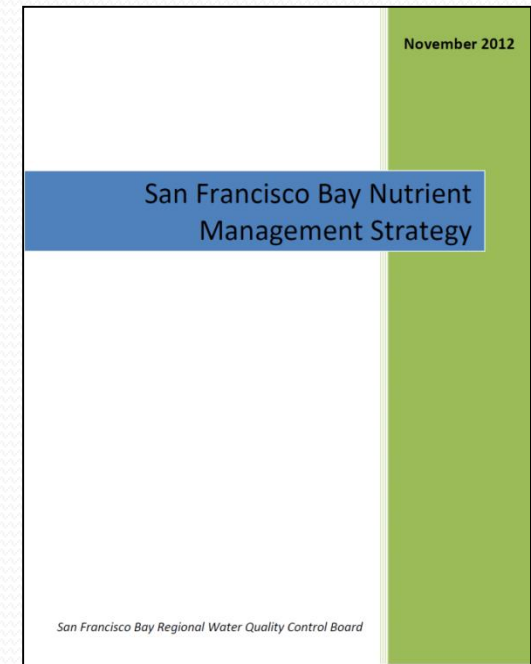 November 2012
San Francisco Bay Nutrient
Management Strategy
San Francisco Bay Regional Water Quality Control Board